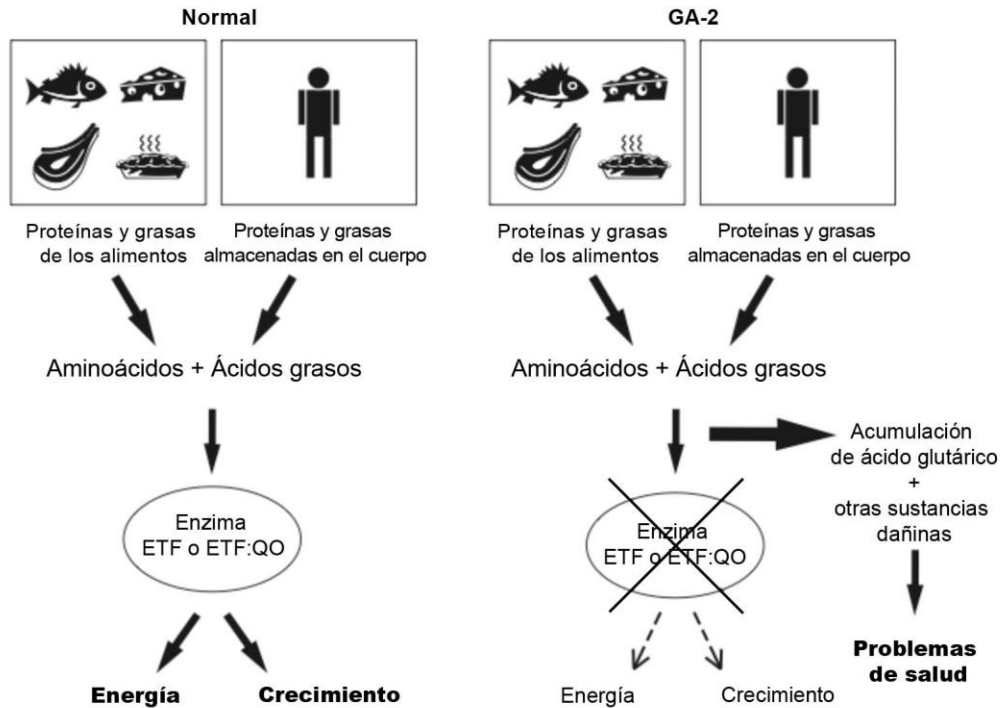 Normal
Proteínas y grasas
de los alimentos
Proteínas y grasas
almacenadas en el cuerpo
Aminoácidos + Ácidos grasos
Enzima
ETF o ETF:QO
Energía
Crecimiento
GA-2
Proteínas y grasas
de los alimentos
Proteínas y grasas
almacenadas en el cuerpo
Aminoácidos + Ácidos grasos
Acumulación
de ácido glutárico
+
otras sustancias
dañinas
Enzima
ETF o ETF:QO
Problemas
de salud
Energía
Crecimiento